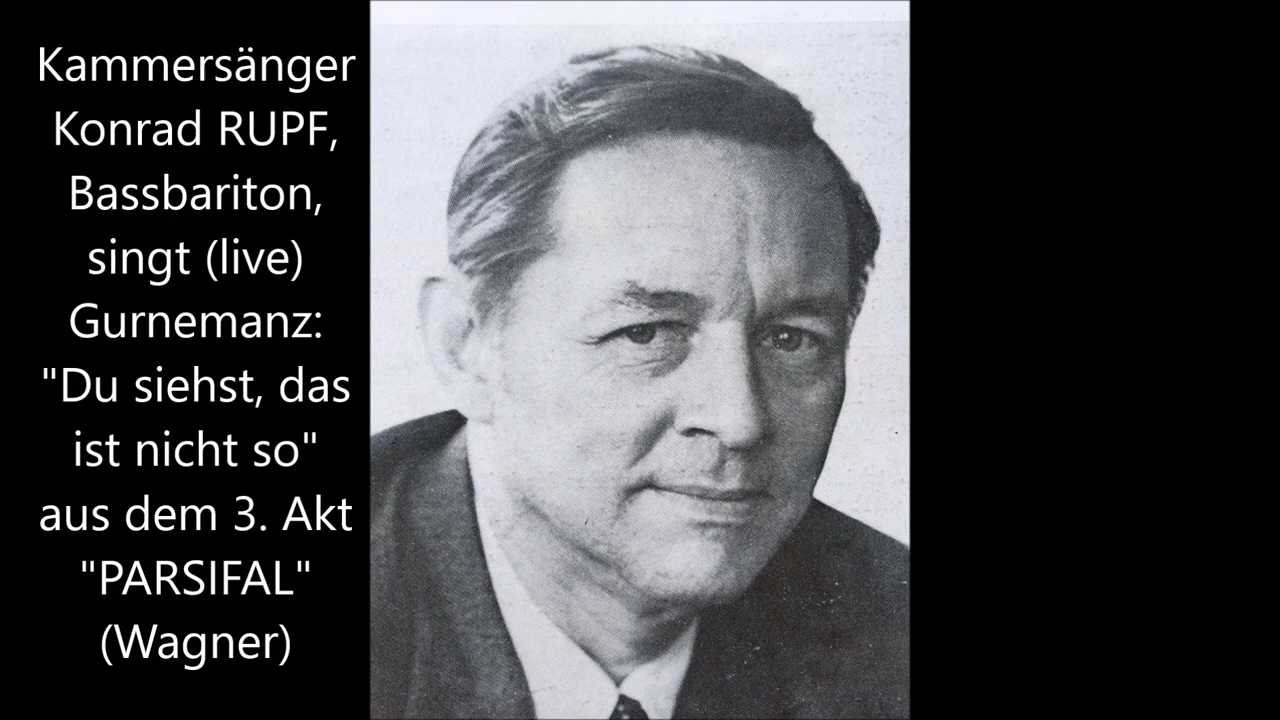 Kammersänger
Konrad RUPF,
Bassbariton,
singt (live)
Gurnemanz:
"Du siehst, das
ist nicht so"
aus dem 3. Akt
"PARSIFAL"
(Wagner)